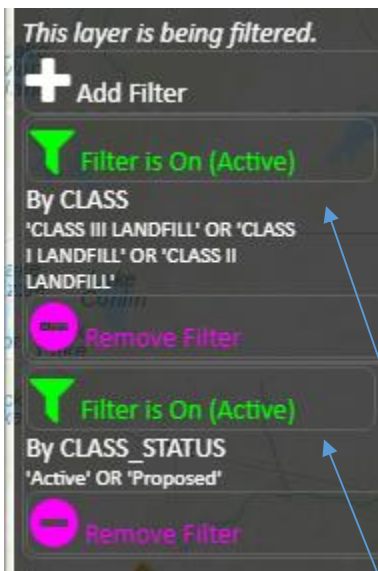 This layer is being filtered.
Add Filter
Filter is On (Active)
By CLASS
'CLASS III LANDFILL' OR 'CLASS
I LANDFILL' OR 'CLASS II
LANDFILL'
Remove Filter
Filter is On (Active)
By CLASS_STATUS
'Active' OR 'Proposed'
Remove Filter